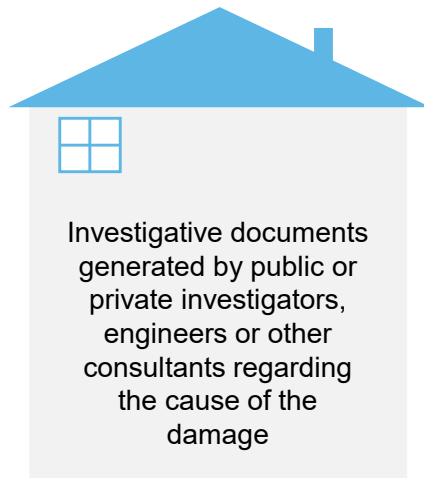 Investigative documents
generated by public or
private investigators,
engineers or other
consultants regarding
the cause of the
damage